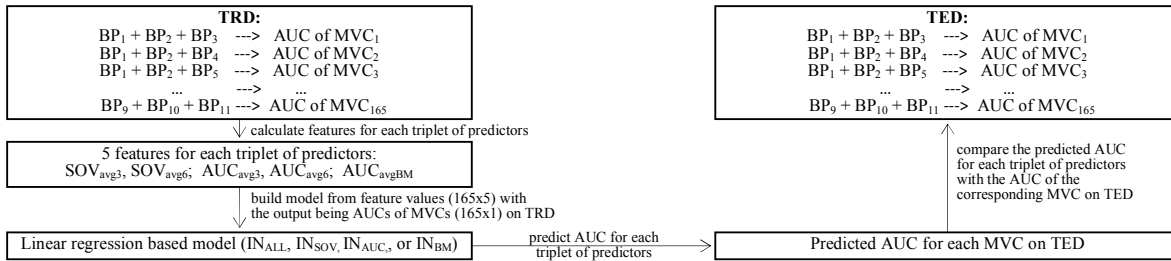 TRD:
BP1 + BP2 + BP3 ---> AUC of MVC1
BP1 + BP2 + BP4 ---> AUC of MVC2
BP1 + BP2 + BP5 ---> AUC of MVC3
... ---> ...
BP9 + BP10 + BP11 ---> AUC of MVC165
calculate features for each triplet of predictors
5 features for each triplet of predictors:
SOVavg3, SOVavg6; AUCavg3, AUCavg6; AUCavgBM
build model from feature values (165x5) with
the output being AUCs of MVCs (165x1) on TRD
Linear regression based model (INALL, INSOV, INAUC,, or INBM)
predict AUC for each
triplet of predictors
TED:
BP1 + BP2 + BP3 ---> AUC of MVC1
BP1 + BP2 + BP4 ---> AUC of MVC2
BP1 + BP2 + BP5 ---> AUC of MVC3
... ---> ...
BP9 + BP10 + BP11 ---> AUC of MVC165
compare the predicted AUC
for each triplet of predictors
with the AUC of the
corresponding MVC on TED
Predicted AUC for each MVC on TED